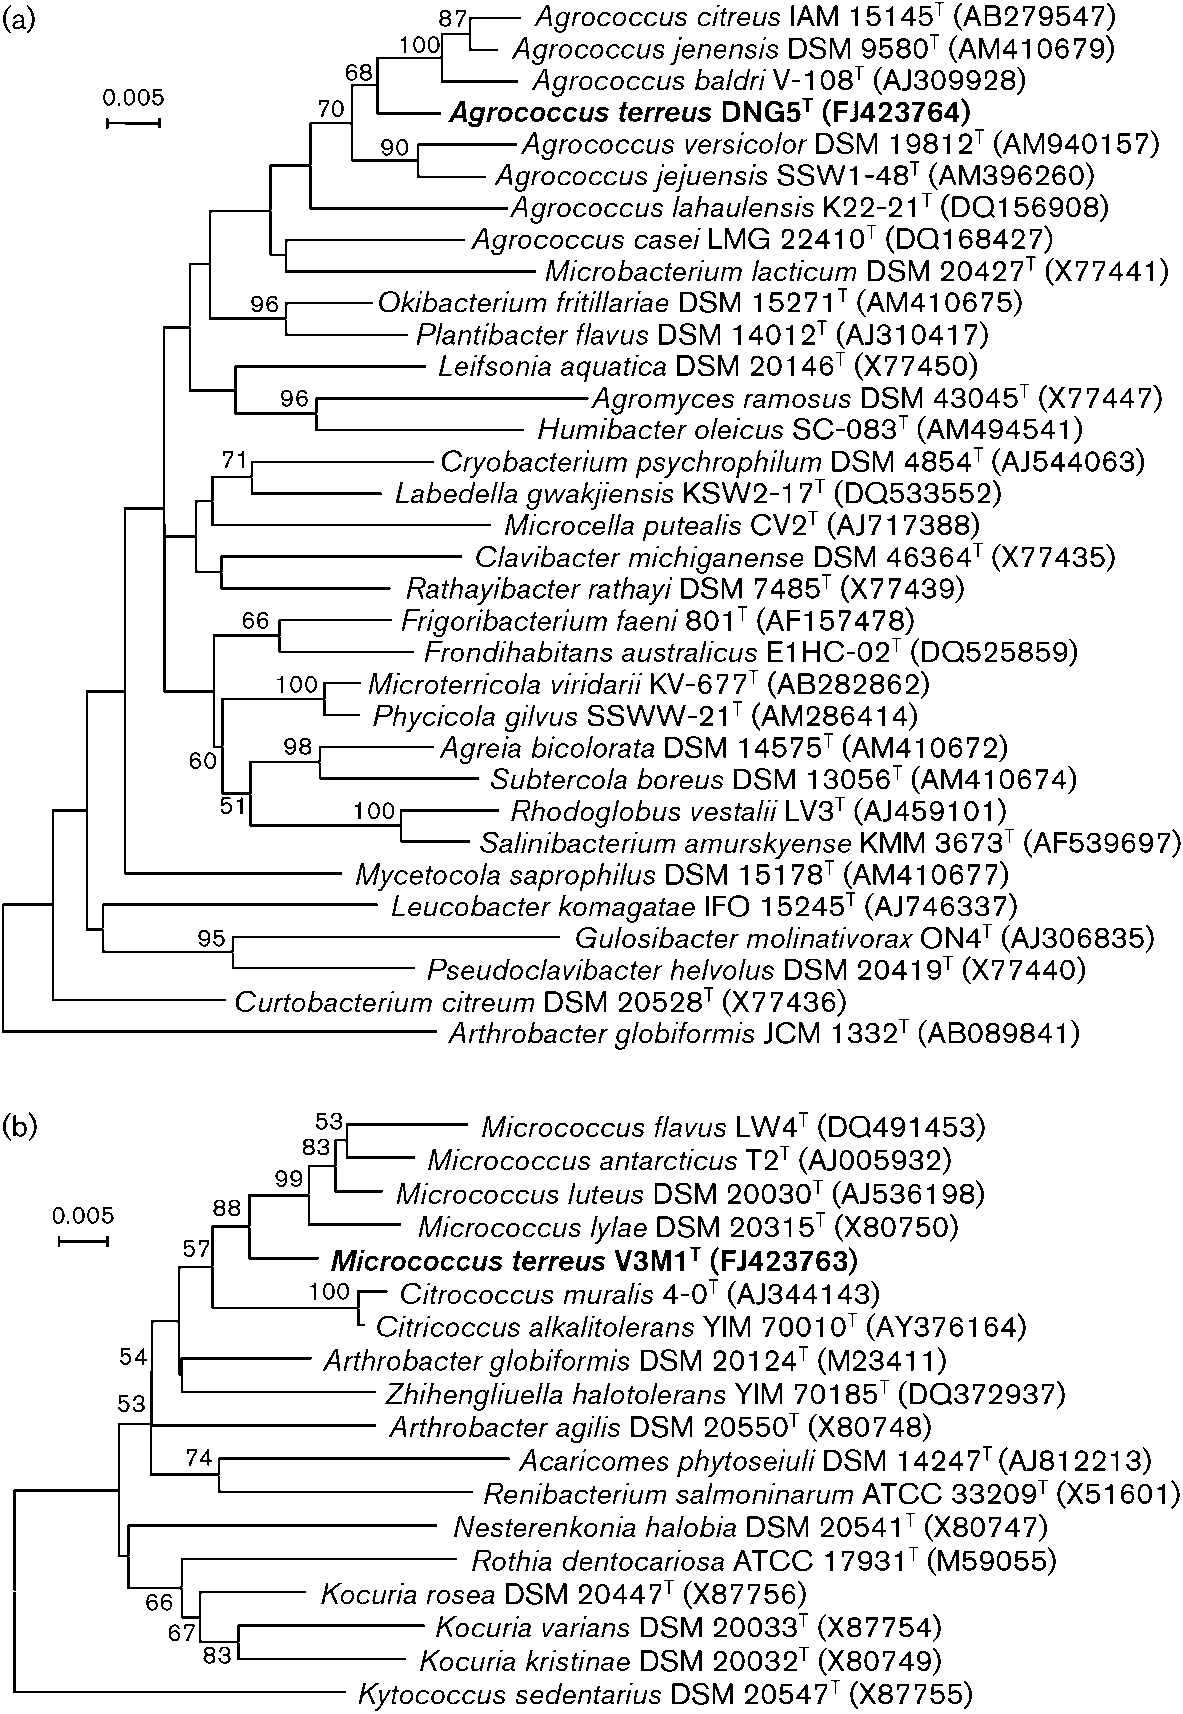 (a)
0.005
87
Agrococcus citreus IAM 15145ᵀ (AB279547)
100
Agrococcus jenensis DSM 9580ᵀ (AM410679)
68
Agrococcus baldri V-108ᵀ (AJ309928)
70
Agrococcus terreus DNG5ᵀ (FJ423764)
90
Agrococcus versicolor DSM 19812ᵀ (AM940157)
Agrococcus jejuensis SSW1-48ᵀ (AM396260)
Agrococcus lahaulensis K22-21ᵀ (DQ156908)
Agrococcus casei LMG 22410ᵀ (DQ168427)
Microbacterium lacticum DSM 20427ᵀ (X77441)
96
Okibacterium fritillariae DSM 15271ᵀ (AM410675)
Plantibacter flavus DSM 14012ᵀ (AJ310417)
Leifsonia aquatica DSM 20146ᵀ (X77450)
96
Agromyces ramosus DSM 43045ᵀ (X77447)
Humibacter oleicus SC-083ᵀ (AM494541)
71
Cryobacterium psychrophilum DSM 4854ᵀ (AJ544063)
Labedella gwakjiensis KSW2-17ᵀ (DQ533552)
Microcella putealis CV2ᵀ (AJ717388)
Clavibacter michiganense DSM 46364ᵀ (X77435)
Rathayibacter rathayi DSM 7485ᵀ (X77439)
66
Frigoribacterium faeni 801ᵀ (AF157478)
Frondihabitans australicus E1HC-02ᵀ (DQ525859)
100
Microterricola viridarii KV-677ᵀ (AB282862)
Phycicola gilvus SSWW-21ᵀ (AM286414)
60
98
Agreia bicolorata DSM 14575ᵀ (AM410672)
Subtercola boreus DSM 13056ᵀ (AM410674)
51
100
Rhodoglobus vestalii LV3ᵀ (AJ459101)
Salinibacterium amurskyense KMM 3673ᵀ (AF539697)
Mycetocola saprophilus DSM 15178ᵀ (AM410677)
Leucobacter komagatae IFO 15245ᵀ (AJ746337)
95
Gulosibacter molinativorax ON4ᵀ (AJ306835)
Pseudoclavibacter helvolus DSM 20419ᵀ (X77440)
Curtobacterium citreum DSM 20528ᵀ (X77436)
Arthrobacter globiformis JCM 1332ᵀ (AB089841)
(b)
0.005
53
Micrococcus flavus LW4ᵀ (DQ491453)
83
Micrococcus antarcticus T2ᵀ (AJ005932)
99
Micrococcus luteus DSM 20030ᵀ (AJ536198)
88
Micrococcus lylae DSM 20315ᵀ (X80750)
57
Micrococcus terreus V3M1ᵀ (FJ423763)
100
Citrococcus muralis 4-0ᵀ (AJ344143)
Citricoccus alkalitolerans YIM 70010ᵀ (AY376164)
54
Arthrobacter globiformis DSM 20124ᵀ (M23411)
Zhihengliuella halotolerans YIM 70185ᵀ (DQ372937)
53
Arthrobacter agilis DSM 20550ᵀ (X80748)
74
Acaricomes phytoseiuli DSM 14247ᵀ (AJ812213)
Renibacterium salmoninarum ATCC 33209ᵀ (X51601)
Nesterenkonia halobia DSM 20541ᵀ (X80747)
Rothia dentocariosa ATCC 17931ᵀ (M59055)
66
Kocuria rosea DSM 20447ᵀ (X87756)
67
Kocuria varians DSM 20033ᵀ (X87754)
83
Kocuria kristinae DSM 20032ᵀ (X80749)
Kytococcus sedentarius DSM 20547ᵀ (X87755)